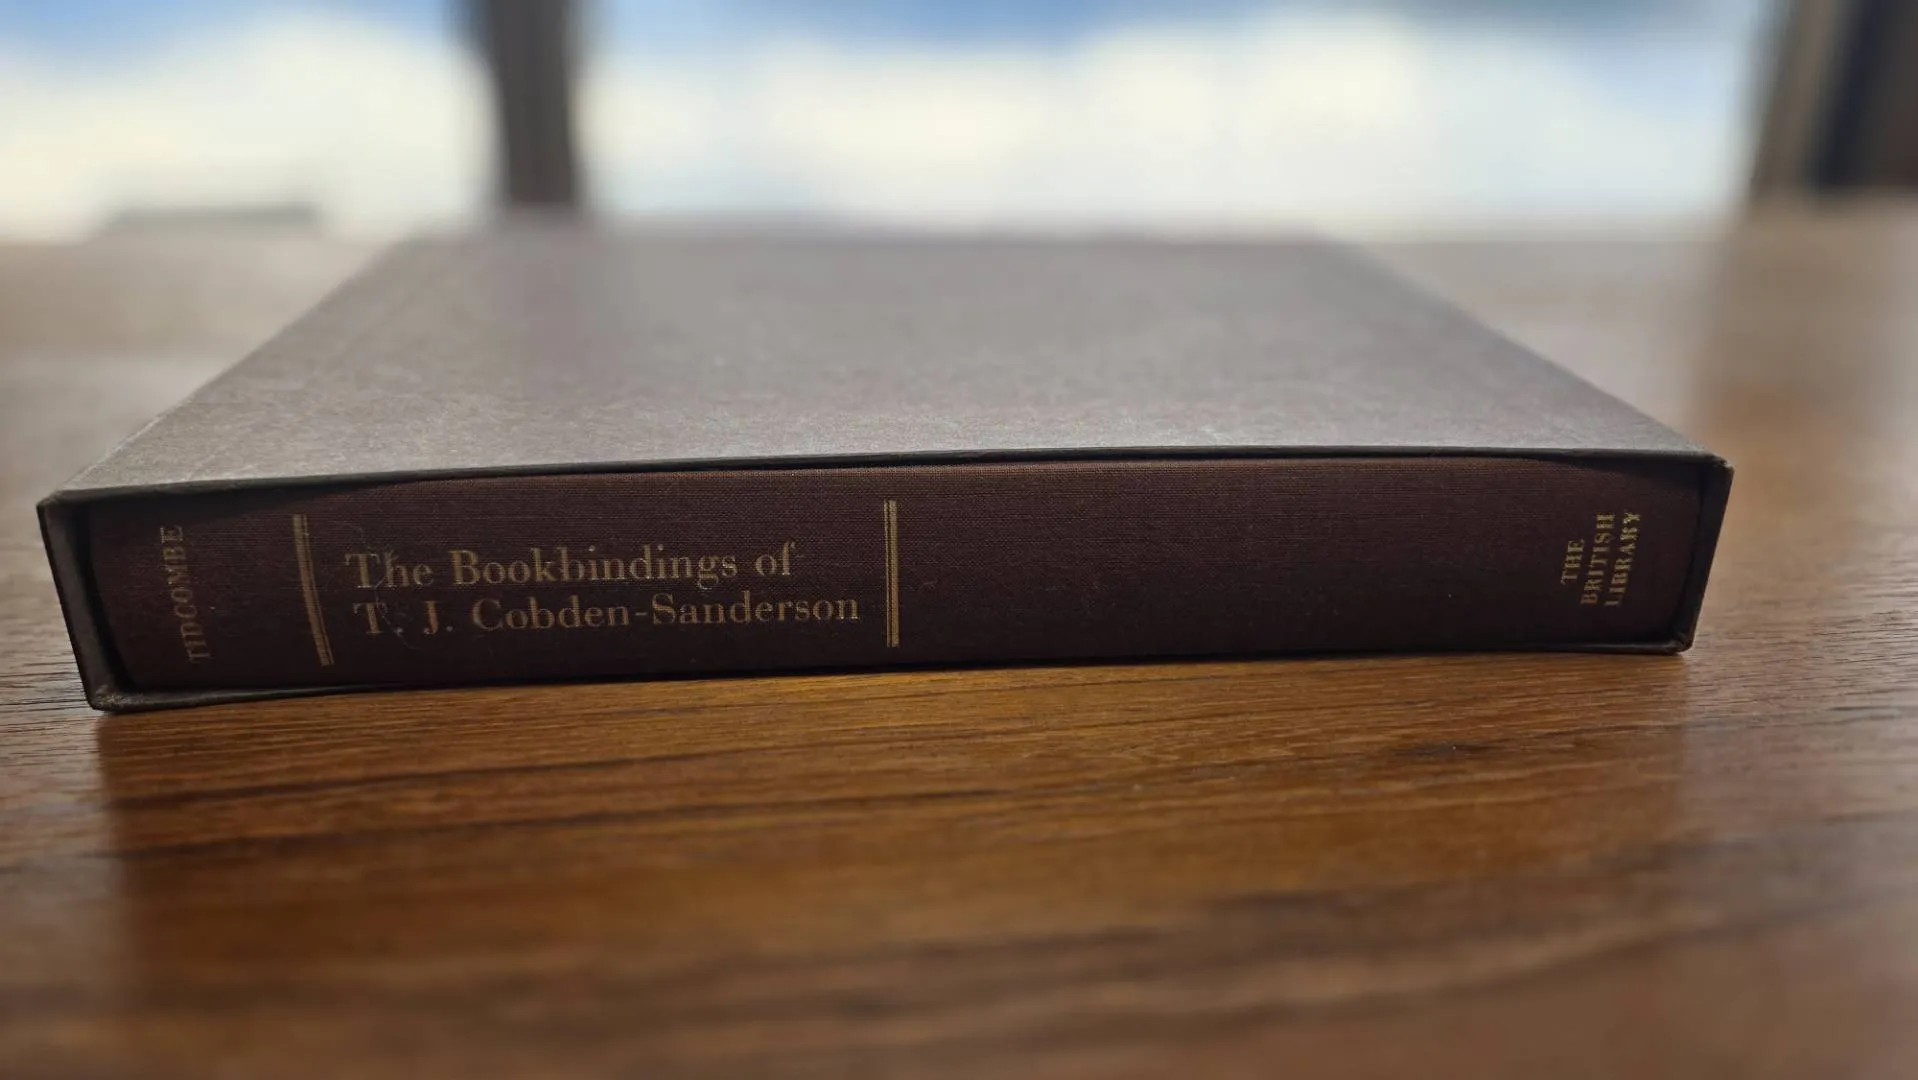 TIDCOMBE
The Bookbindings of
T. J. Cobden-Sanderson
THE
BRITISH
LIBRARY